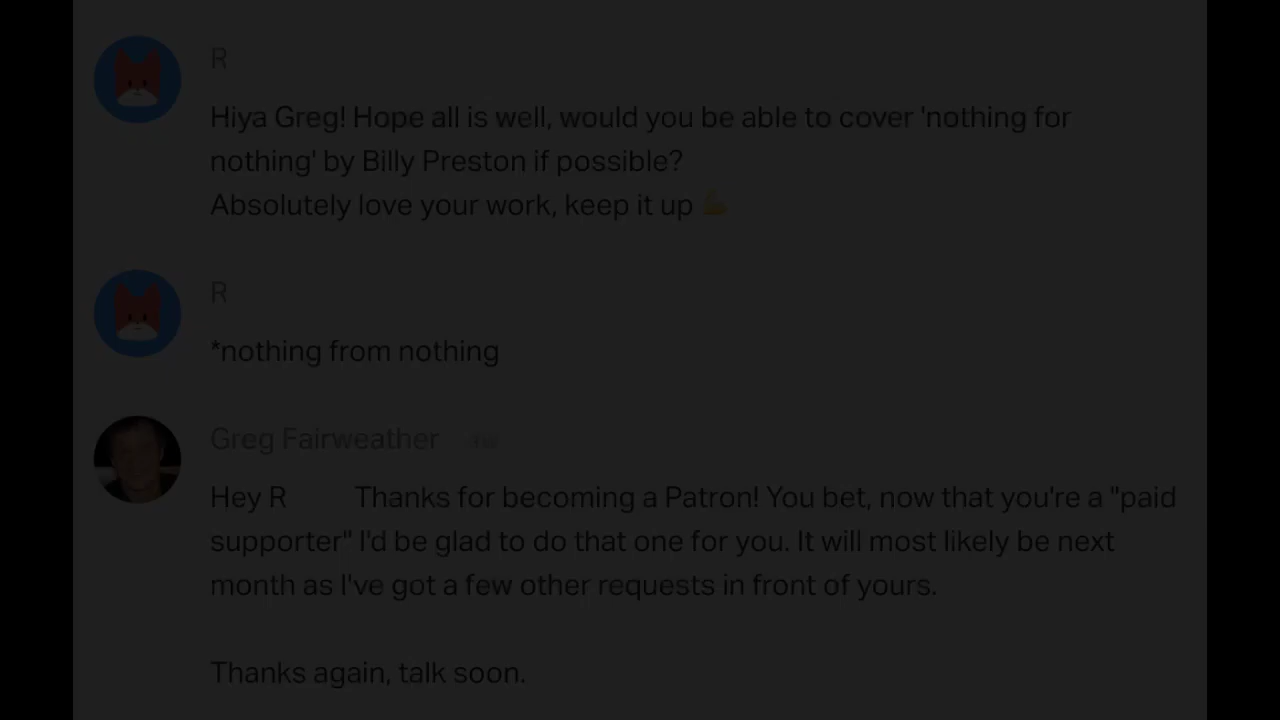 R
Hiya Greg! Hope all is well, would you be able to cover 'nothing for
nothing' by Billy Preston if possible?
Absolutely love your work, keep it up
R
*nothing from nothing
Greg Fairweather
Hey R Thanks for becoming a Patron! You bet, now that you're a "paid
supporter" I'd be glad to do that one for you. It will most likely be next
month as I've got a few other requests in front of yours.
Thanks again, talk soon.